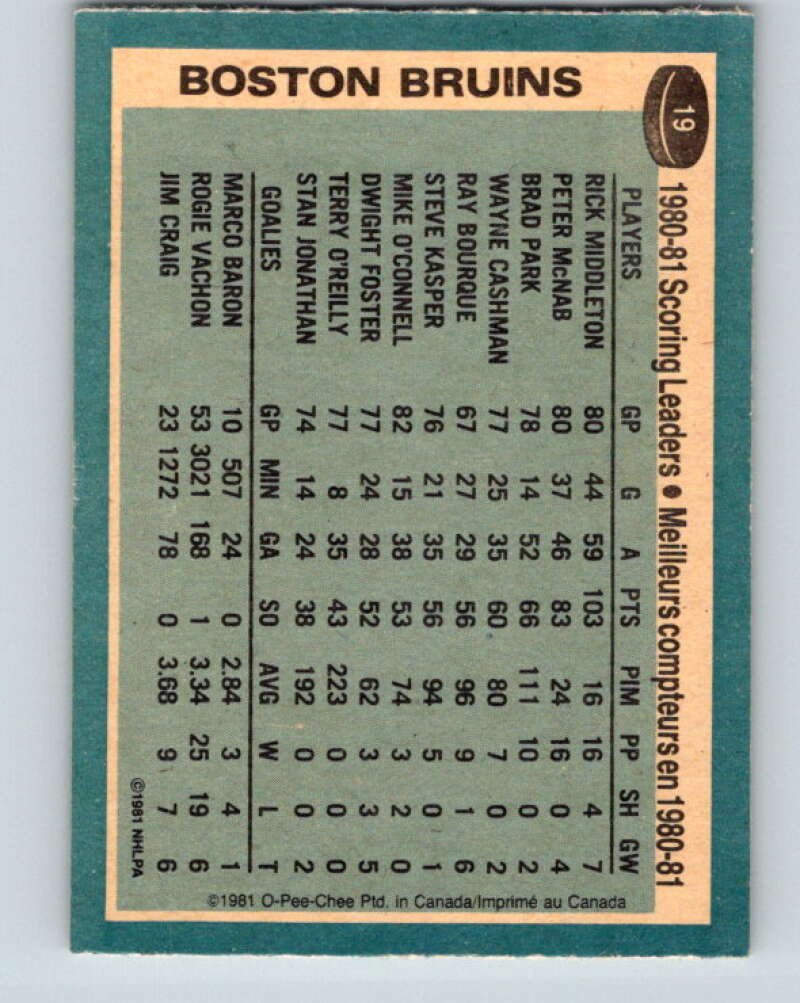 BOSTON BRUINS
19
1980-81 Scoring Leaders • Meilleurs compteurs en 1980-81
PLAYERS GP G A PTS PIM PP SH GW
RICK MIDDLETON 80 44 59 103 16 16 4 7
PETER McNAB 80 37 46 83 24 16 0 4
BRAD PARK 78 14 52 66 111 10 0 2
WAYNE CASHMAN 77 25 35 60 80 7 0 2
RAY BOURQUE 67 27 29 56 96 9 1 6
STEVE KASPER 76 21 35 56 94 5 0 1
MIKE O'CONNELL 82 15 38 53 74 3 2 0
DWIGHT FOSTER 77 24 28 52 62 3 3 5
TERRY O'REILLY 77 8 35 43 223 0 0 0
STAN JONATHAN 74 14 24 38 192 0 0 2
GOALIES GP MIN GA SO AVG W L T
MARCO BARON 10 507 24 0 2.84 3 4 1
ROGIE VACHON 53 3021 168 1 3.34 25 19 6
JIM CRAIG 23 1272 78 0 3.68 9 7 6
©1981 NHLPA
©1981 O-Pee-Chee Ptd. in Canada/Imprimé au Canada